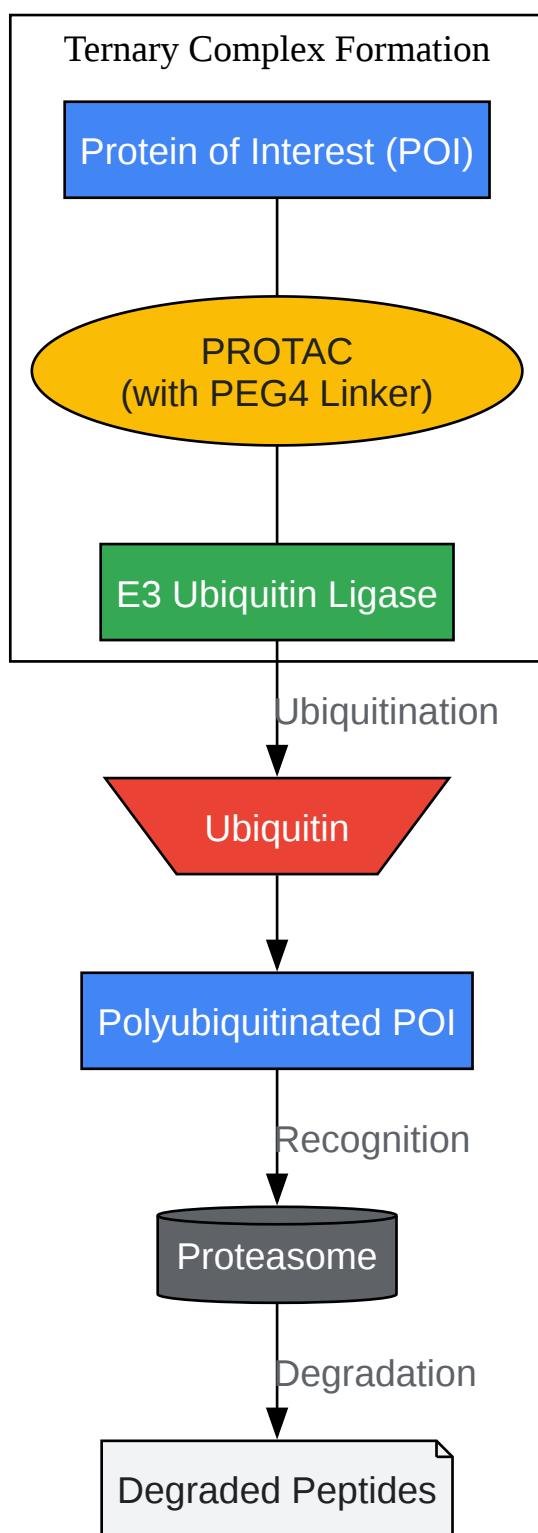 Ternary Complex Formation
Protein of Interest (POI)
PROTAC
(with PEG4 Linker)
E3 Ubiquitin Ligase
Ubiquitination
Ubiquitin
Polyubiquitinated POI
Recognition
Proteasome
Degradation
Degraded Peptides